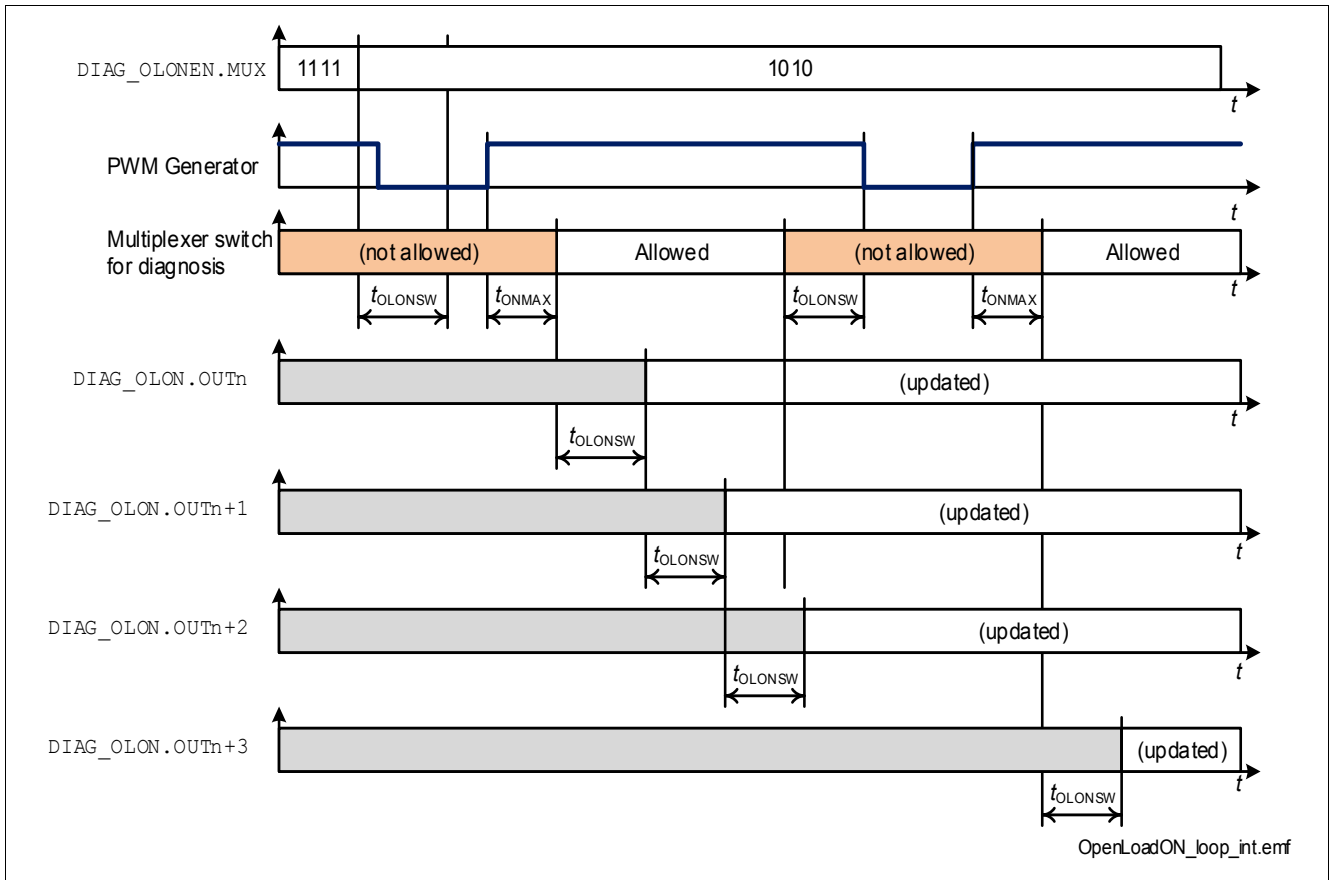 DIAG_OLONEN.MUX
1111
1010
t
PWM Generator
t
Multiplexer switch
for diagnosis
(not allowed)
Allowed
(not allowed)
Allowed
t
tOLONSW
tONMAX
tOLONSW
tONMAX
DIAG_OLON.OUTn
(updated)
t
tOLONSW
DIAG_OLON.OUTn+1
(updated)
t
tOLONSW
DIAG_OLON.OUTn+2
(updated)
t
tOLONSW
DIAG_OLON.OUTn+3
(updated)
t
tOLONSW
OpenLoadON_loop_int.emf